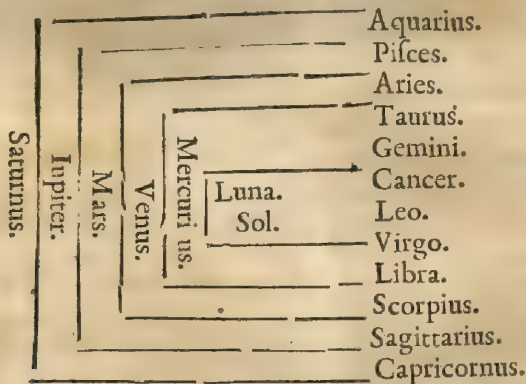 Aquarius.
Piſces.
Aries.
Taurus.
Gemini.
Cancer.
Leo.
Virgo.
Libra.
Scorpius.
Sagittarius.
Capricornus.
Saturnus.
Iupiter.
Mars.
Venus.
Mercuri us.
Luna.
Sol.